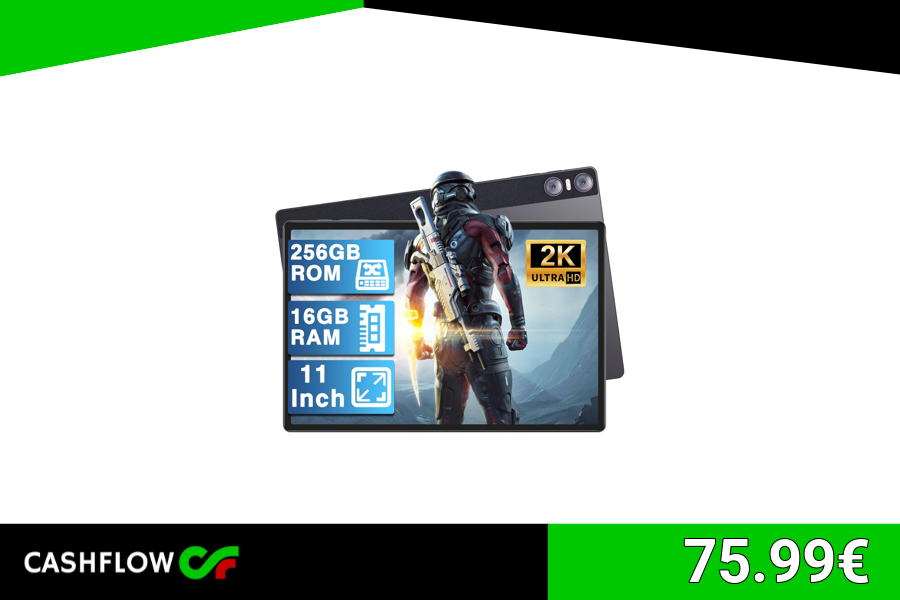 256GB
ROM
16GB
RAM
11
Inch
2K
ULTRA HD
CASHFLOW
75.99€